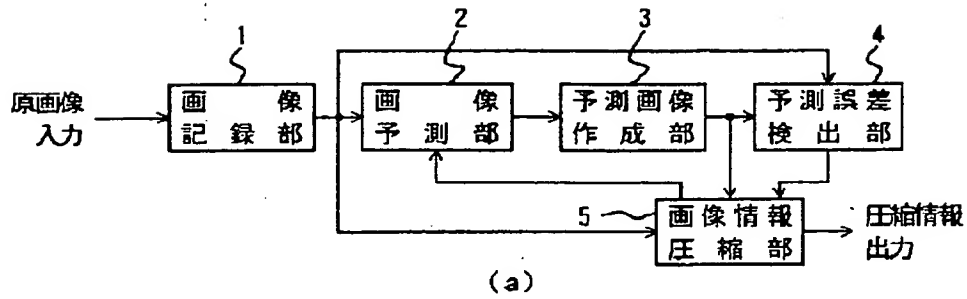 1
2
3
4
原画像
入力
画像
記録部
画像
予測部
予測画像
作成部
予測誤差
検出部
5
画像情報
圧縮部
圧縮情報
出力
(a)